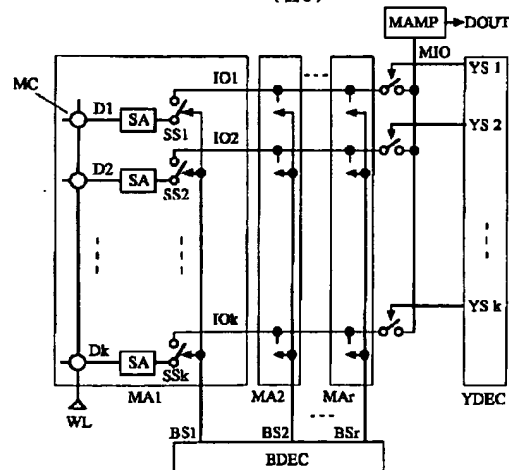 MAMP
DOUT
MIO
MC
D1
SA
SS1
IO1
YS 1
D2
SA
SS2
IO2
YS 2
Dk
SA
SSk
IOk
YS k
WL
MA1
MA2
MAr
YDEC
BS1
BS2
BSr
BDEC